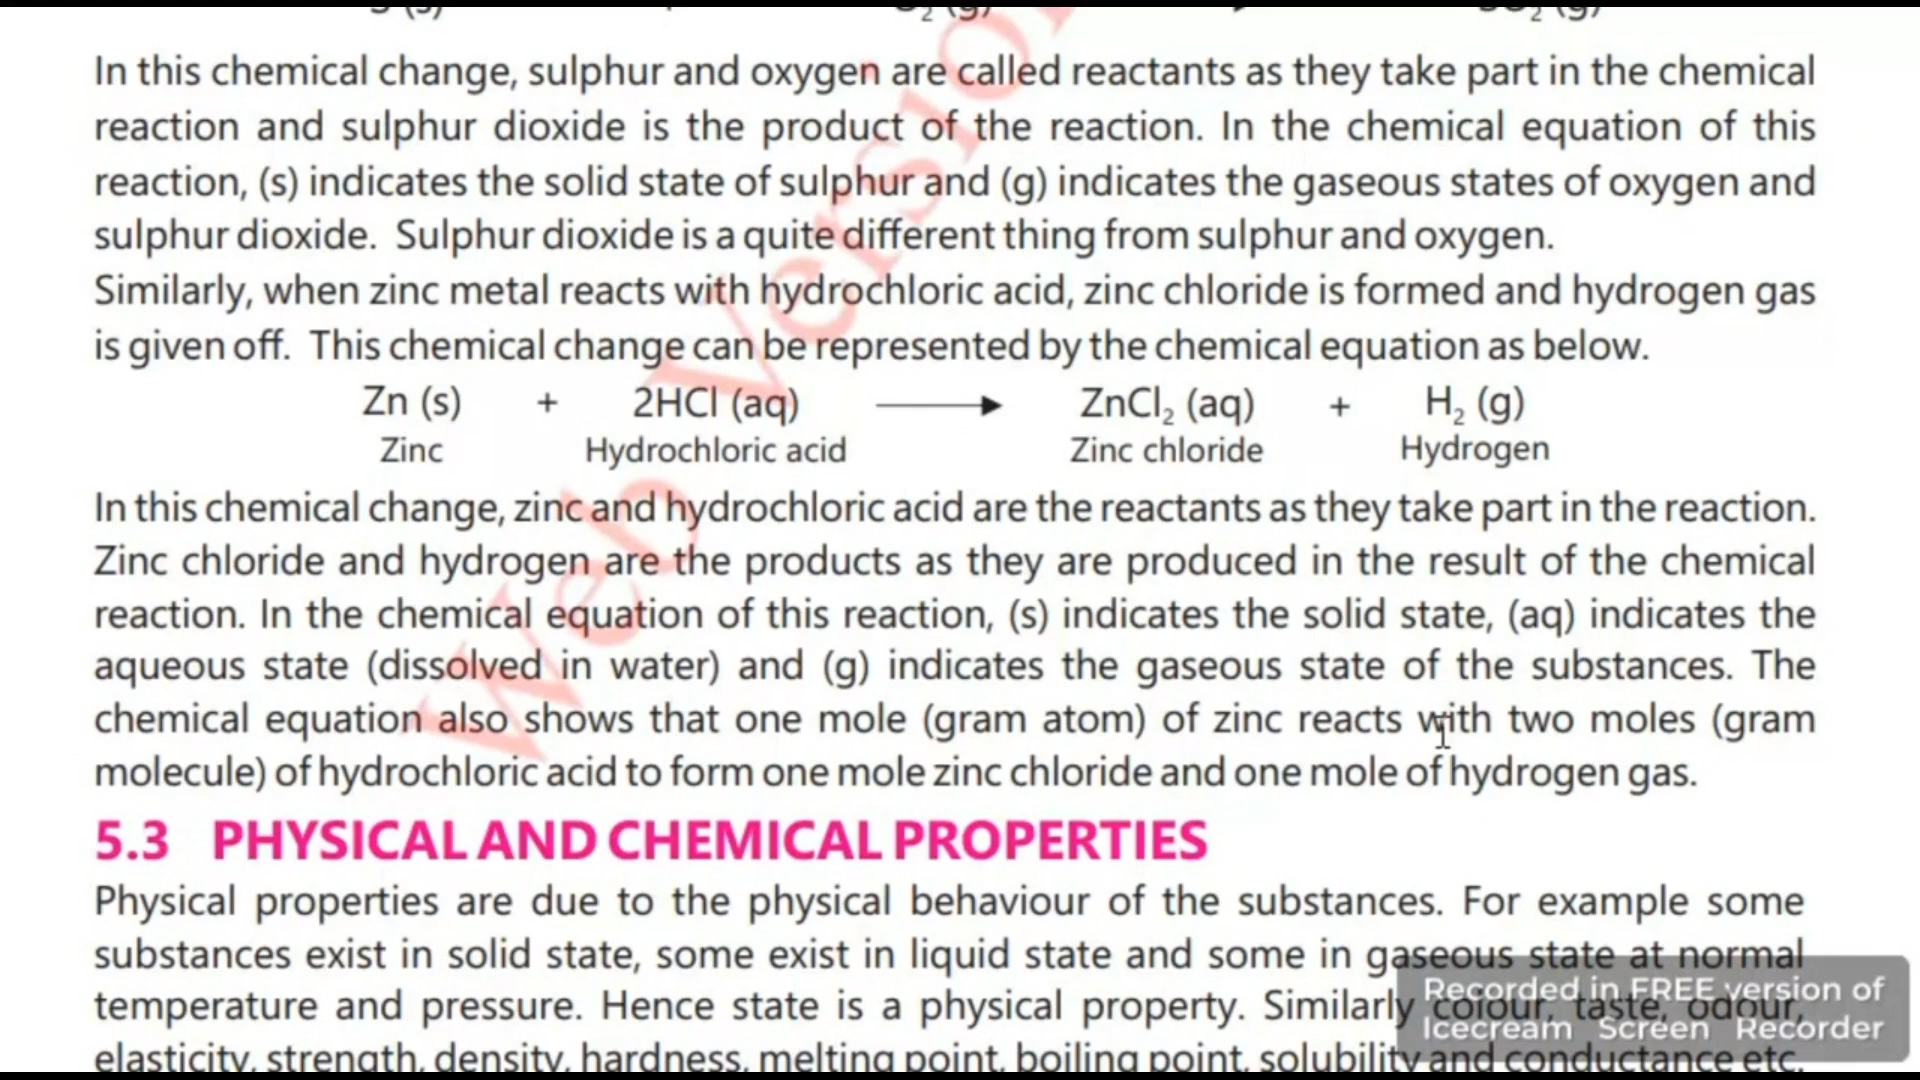 S (s) + O₂ (g) SO₂ (g)
In this chemical change, sulphur and oxygen are called reactants as they take part in the chemical
reaction and sulphur dioxide is the product of the reaction. In the chemical equation of this
reaction, (s) indicates the solid state of sulphur and (g) indicates the gaseous states of oxygen and
sulphur dioxide. Sulphur dioxide is a quite different thing from sulphur and oxygen.
Similarly, when zinc metal reacts with hydrochloric acid, zinc chloride is formed and hydrogen gas
is given off. This chemical change can be represented by the chemical equation as below.
Zn (s) + 2HCl (aq) ⟶ ZnCl₂ (aq) + H₂ (g)
Zinc Hydrochloric acid Zinc chloride Hydrogen
In this chemical change, zinc and hydrochloric acid are the reactants as they take part in the reaction.
Zinc chloride and hydrogen are the products as they are produced in the result of the chemical
reaction. In the chemical equation of this reaction, (s) indicates the solid state, (aq) indicates the
aqueous state (dissolved in water) and (g) indicates the gaseous state of the substances. The
chemical equation also shows that one mole (gram atom) of zinc reacts with two moles (gram
molecule) of hydrochloric acid to form one mole zinc chloride and one mole of hydrogen gas.
5.3 PHYSICAL AND CHEMICAL PROPERTIES
Physical properties are due to the physical behaviour of the substances. For example some
substances exist in solid state, some exist in liquid state and some in gaseous state at normal
temperature and pressure. Hence state is a physical property. Similarly colour, taste, odour,
elasticity, strength, density, hardness, melting point, boiling point, solubility and conductance etc.
Web Version
Recorded in FREE version of
Icecream Screen Recorder